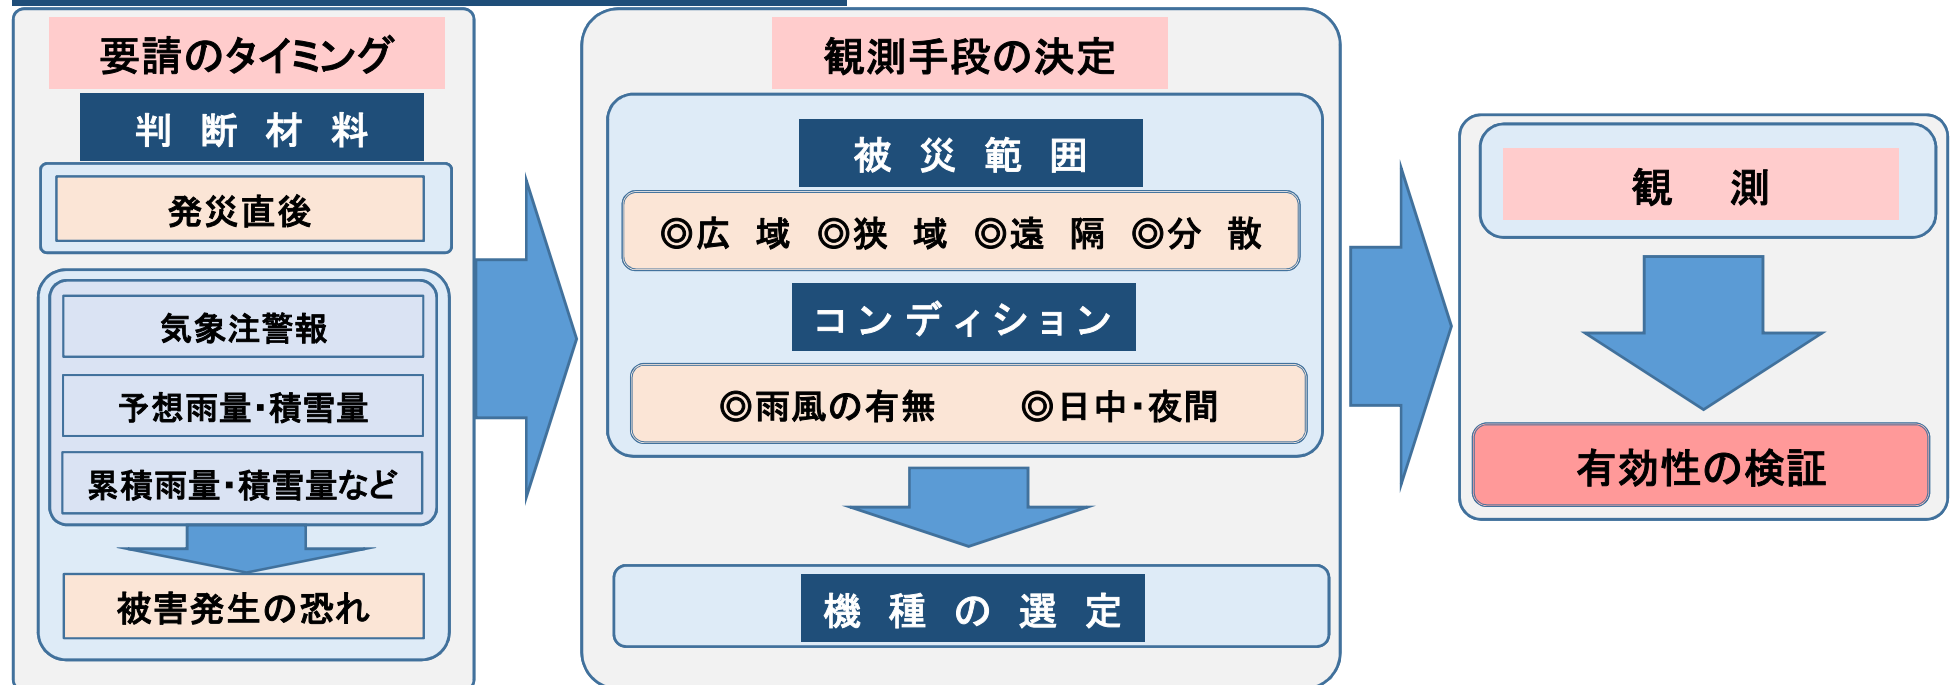 要請のタイミング
判断材料
発災直後
気象注警報
予想雨量・積雪量
累積雨量・積雪量など
被害発生の恐れ
観測手段の決定
被災範囲
◎広域 ◎狭域 ◎遠隔 ◎分散
コンディション
◎雨風の有無 ◎日中・夜間
機種の選定
観測
有効性の検証